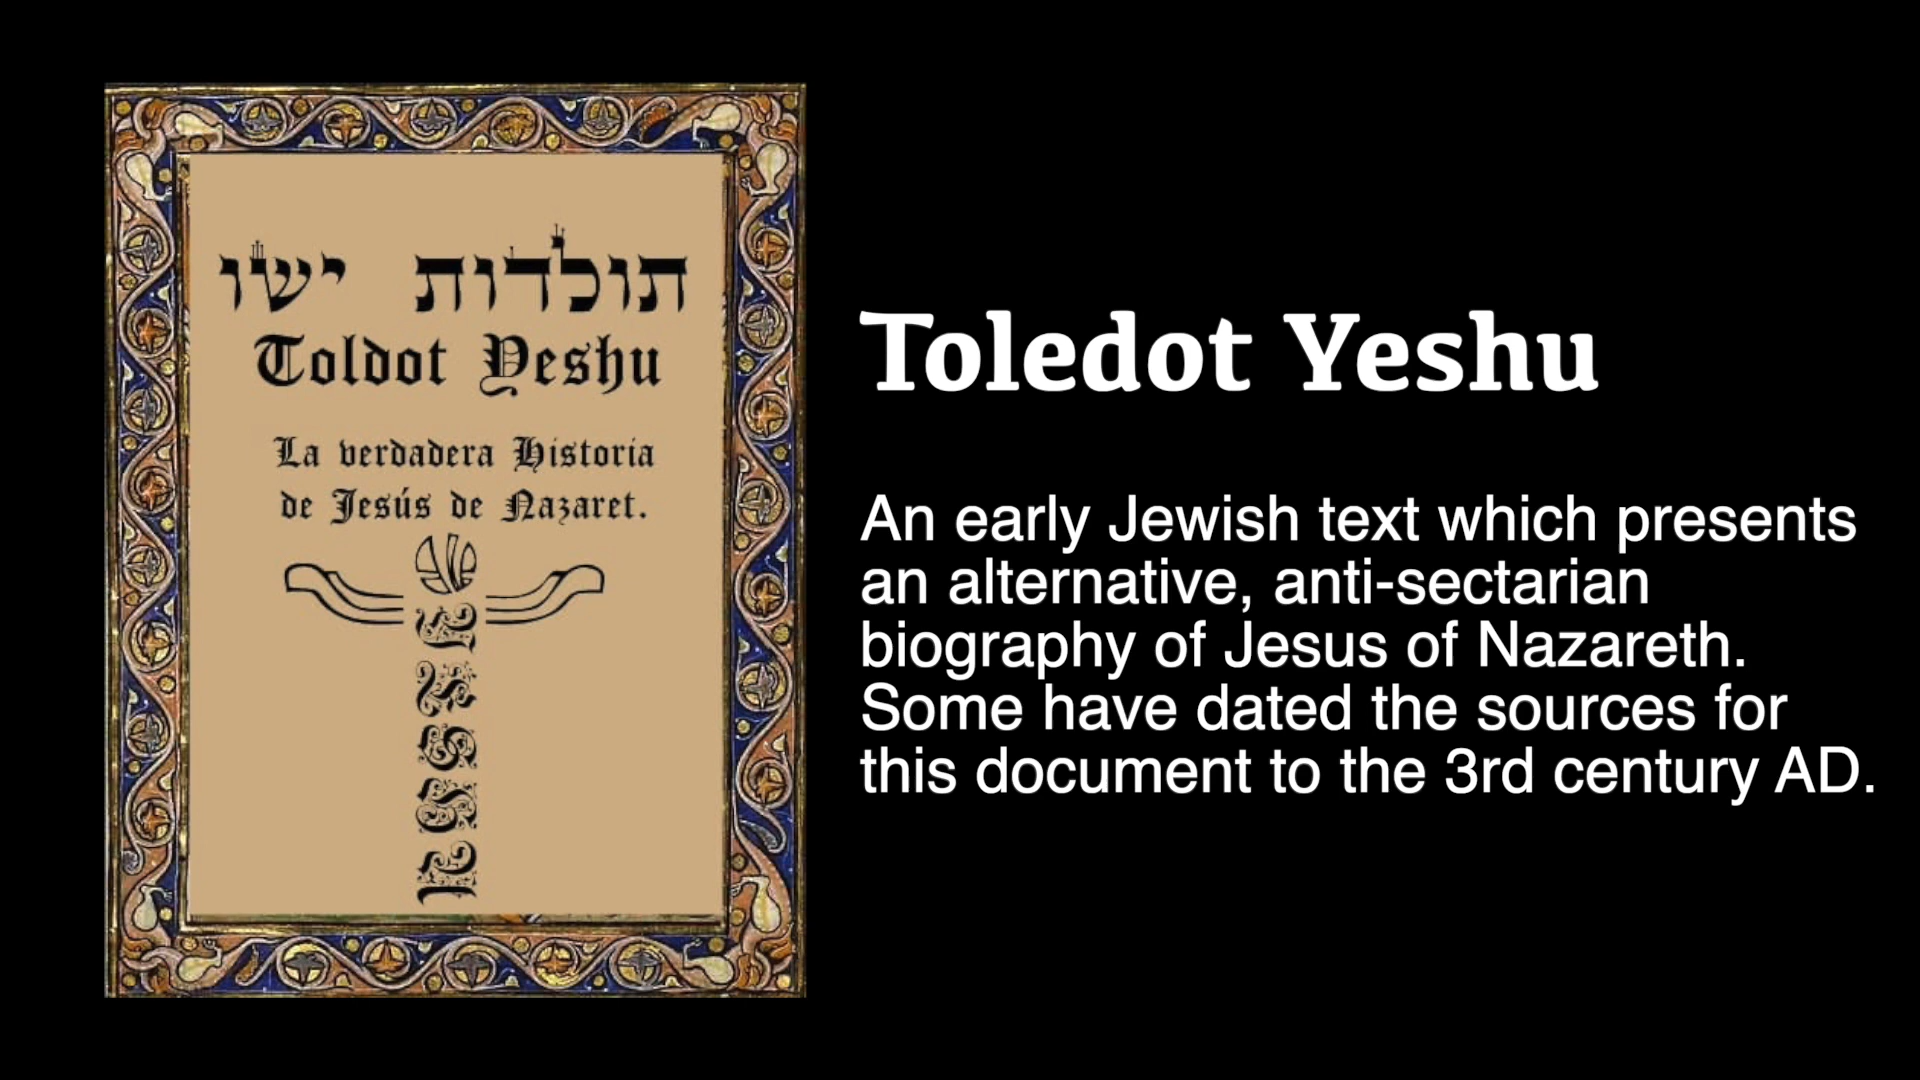 תולדות ישו
Toldot Yeshu
La verdadera Historia
de Jesús de Nazaret.
Toledot Yeshu
An early Jewish text which presents
an alternative, anti-sectarian
biography of Jesus of Nazareth.
Some have dated the sources for
this document to the 3rd century AD.